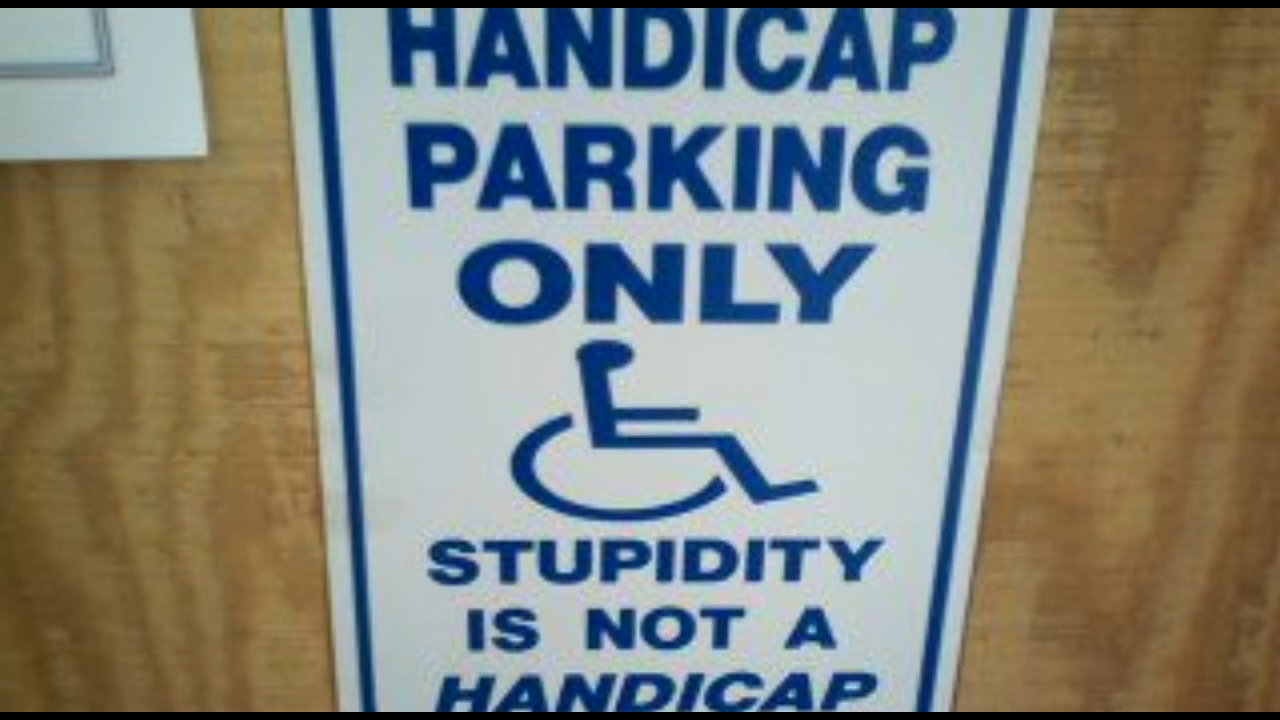 HANDICAP
PARKING
ONLY
STUPIDITY
IS NOT A
HANDICAP